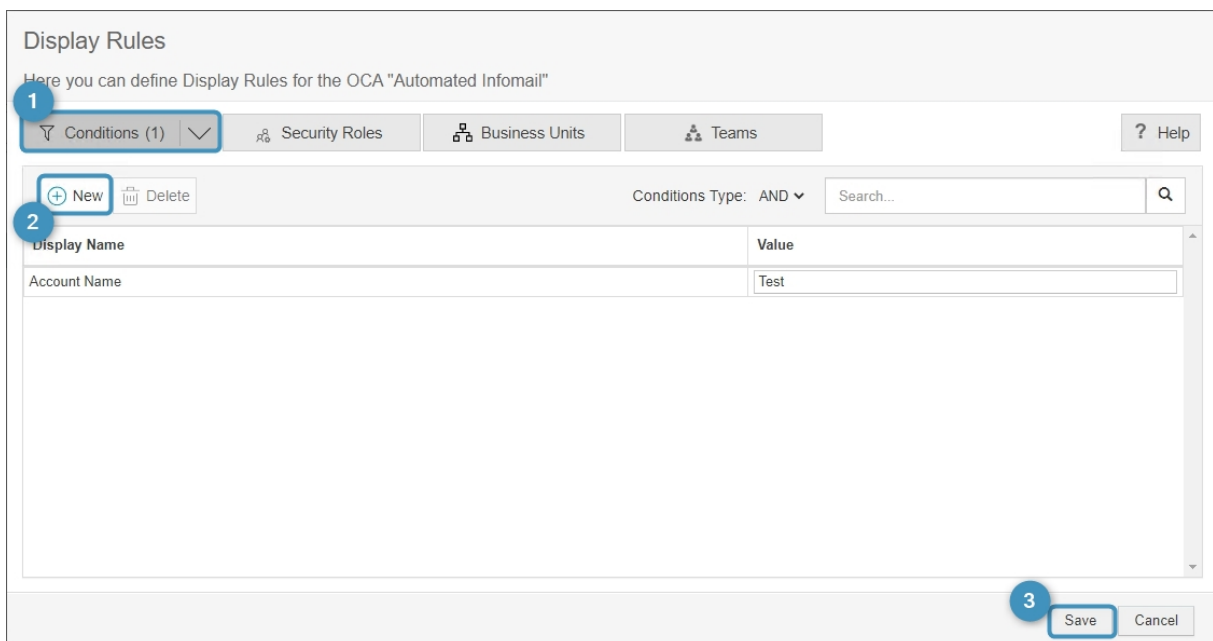 Display Rules
Here you can define Display Rules for the OCA "Automated Infomail"
1
Conditions (1) Security Roles Business Units Teams ? Help
New Delete Conditions Type: AND Search...
2
Display Name Value
Account Name Test
3
Save Cancel